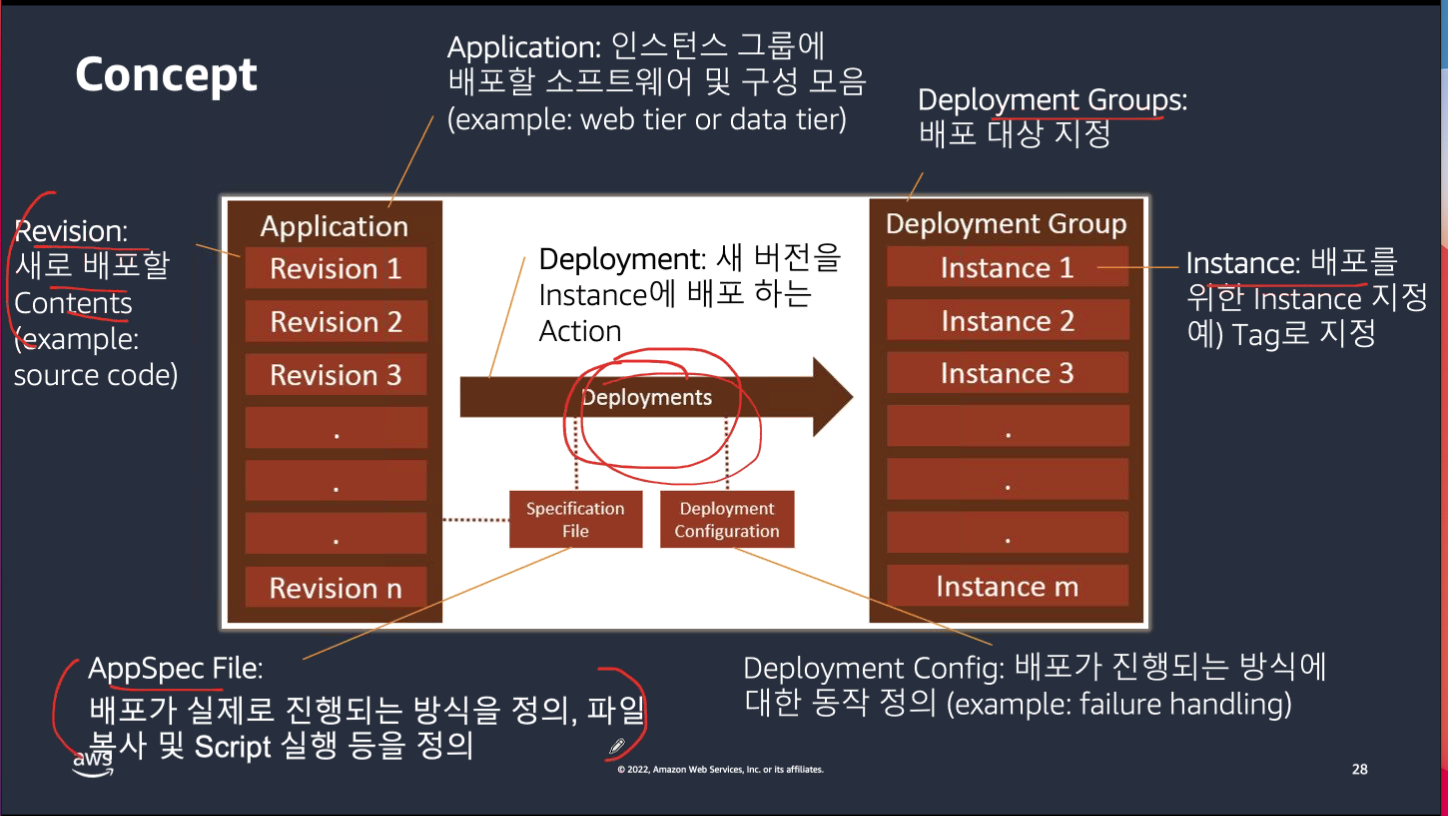 Concept
Application: 인스턴스 그룹에
배포할 소프트웨어 및 구성 모음
(example: web tier or data tier)
Deployment Groups:
배포 대상 지정
Revision:
새로 배포할
Contents
(example:
source code)
Application
Revision 1
Revision 2
Revision 3
.
.
.
Revision n
Deployment: 새 버전을
Instance에 배포 하는
Action
Deployments
Specification
File
Deployment
Configuration
Deployment Group
Instance 1
Instance 2
Instance 3
.
.
.
Instance m
Instance: 배포를
위한 Instance 지정
예) Tag로 지정
AppSpec File:
배포가 실제로 진행되는 방식을 정의, 파일
복사 및 Script 실행 등을 정의
Deployment Config: 배포가 진행되는 방식에
대한 동작 정의 (example: failure handling)
aws
© 2022, Amazon Web Services, Inc. or its affiliates.
28